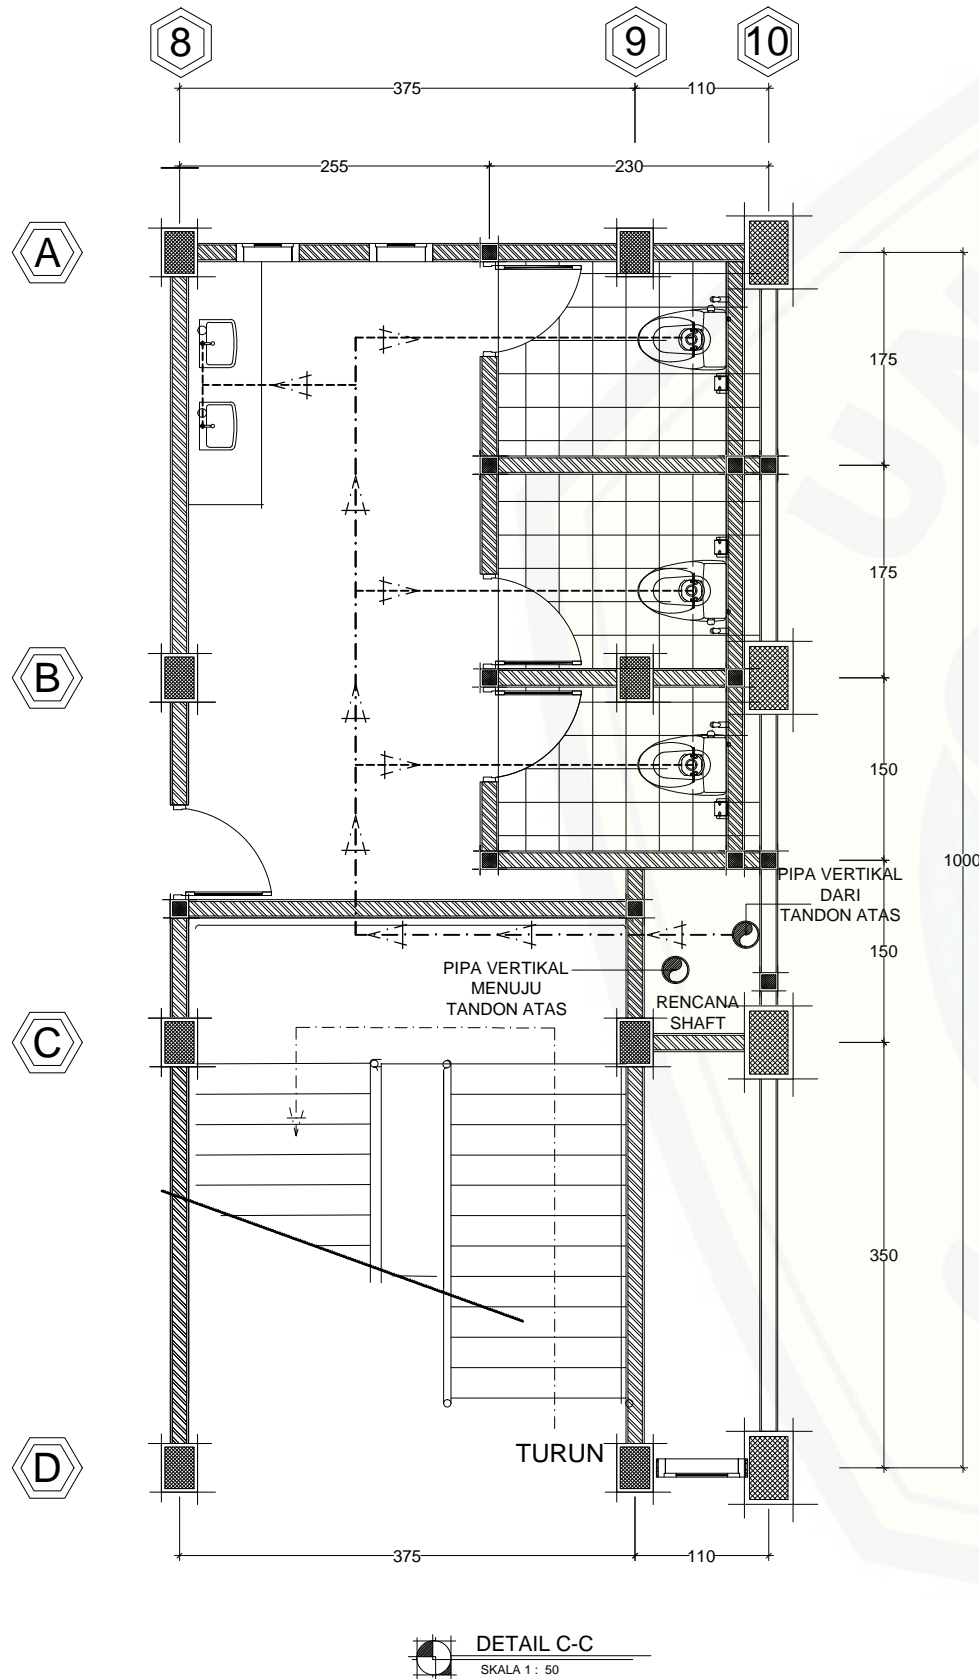 8
9
10
375
110
255
230
A
175
175
B
150
1000
PIPA VERTIKAL
DARI
TANDON ATAS
150
PIPA VERTIKAL
MENUJU
TANDON ATAS
RENCANA
SHAFT
C
350
TURUN
D
375
110
DETAIL C-C
SKALA 1 : 50
UN